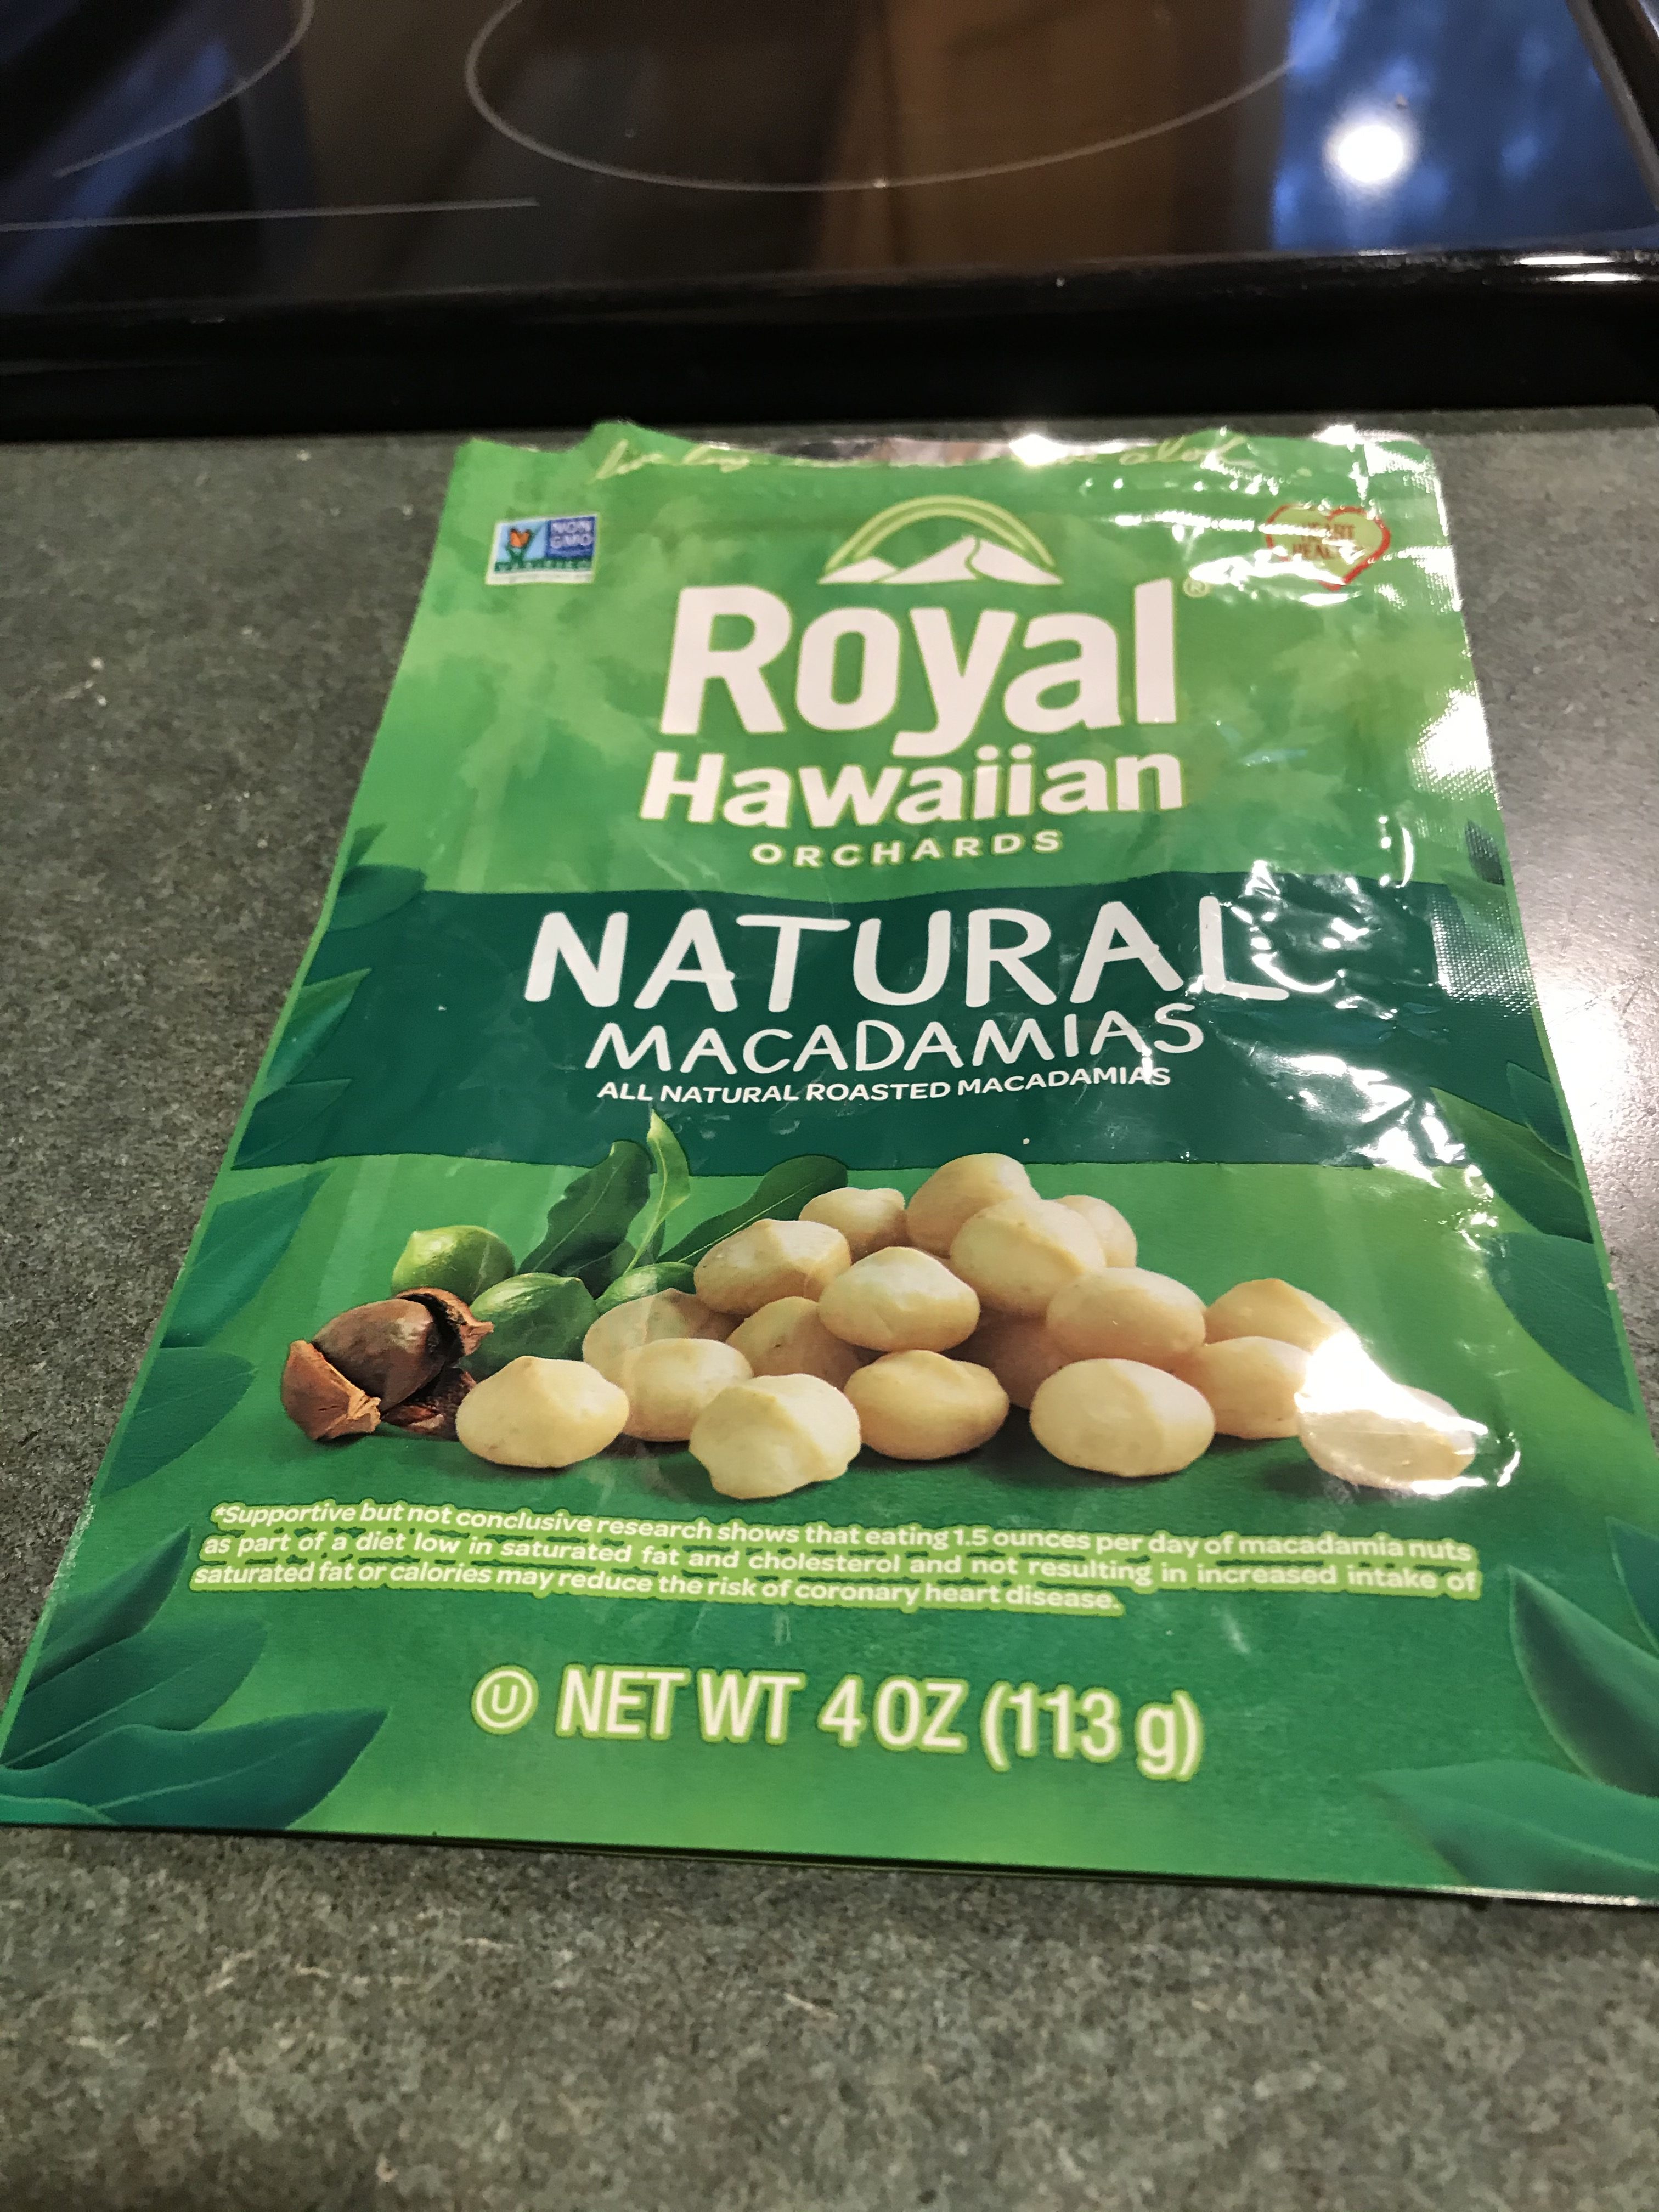 NON
GMO
VERIFIED
HEART
Royal®
Hawaiian
ORCHARDS
NATURAL
MACADAMIAS
ALL NATURAL ROASTED MACADAMIAS
*Supportive but not conclusive research shows that eating 1.5 ounces per day of macadamia nuts
as part of a diet low in saturated fat and cholesterol and not resulting in increased intake of
saturated fat or calories may reduce the risk of coronary heart disease.
U NET WT 4 OZ (113 g)